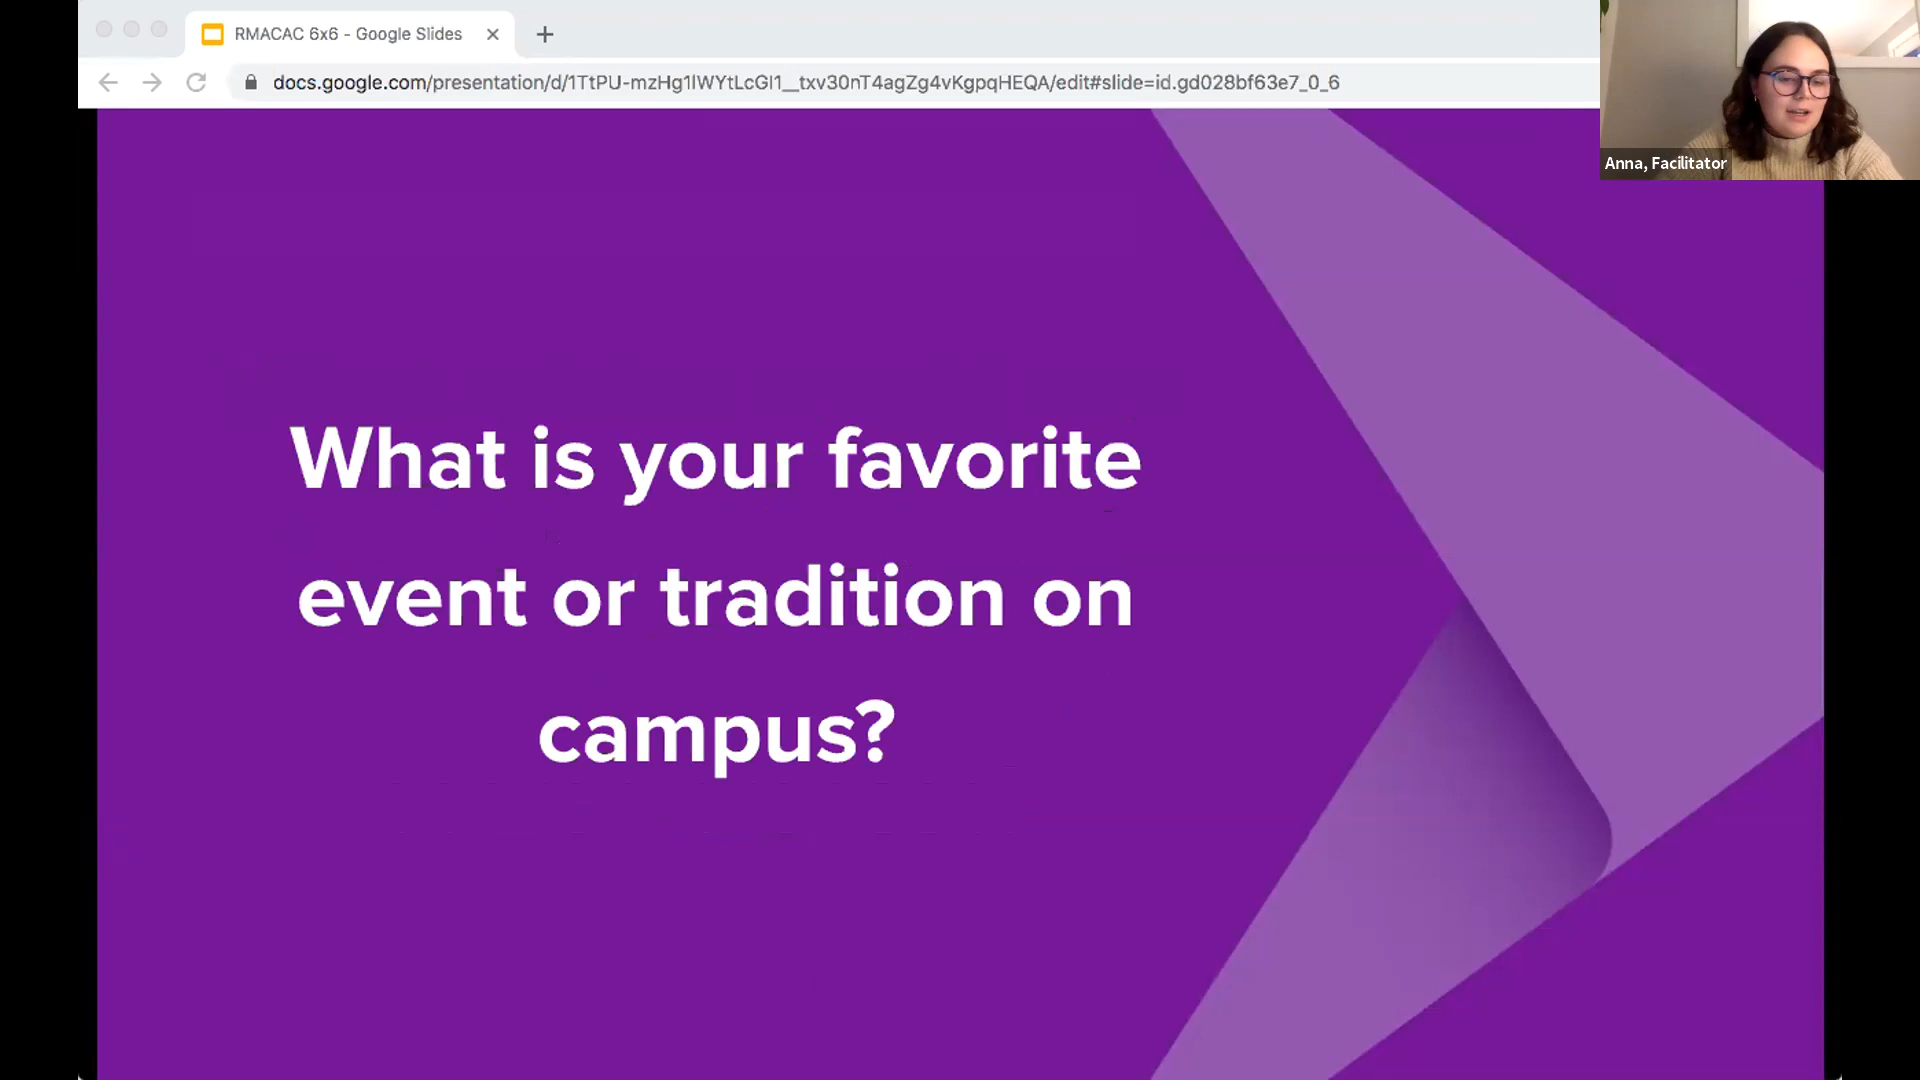 RMACAC 6x6 - Google Slides
docs.google.com/presentation/d/1TtPU-mzHg1lWYtLcGI1__txv30nT4agZg4vKgpqHEQA/edit#slide=id.gd028bf63e7_0_6
Anna, Facilitator
What is your favorite
event or tradition on
campus?